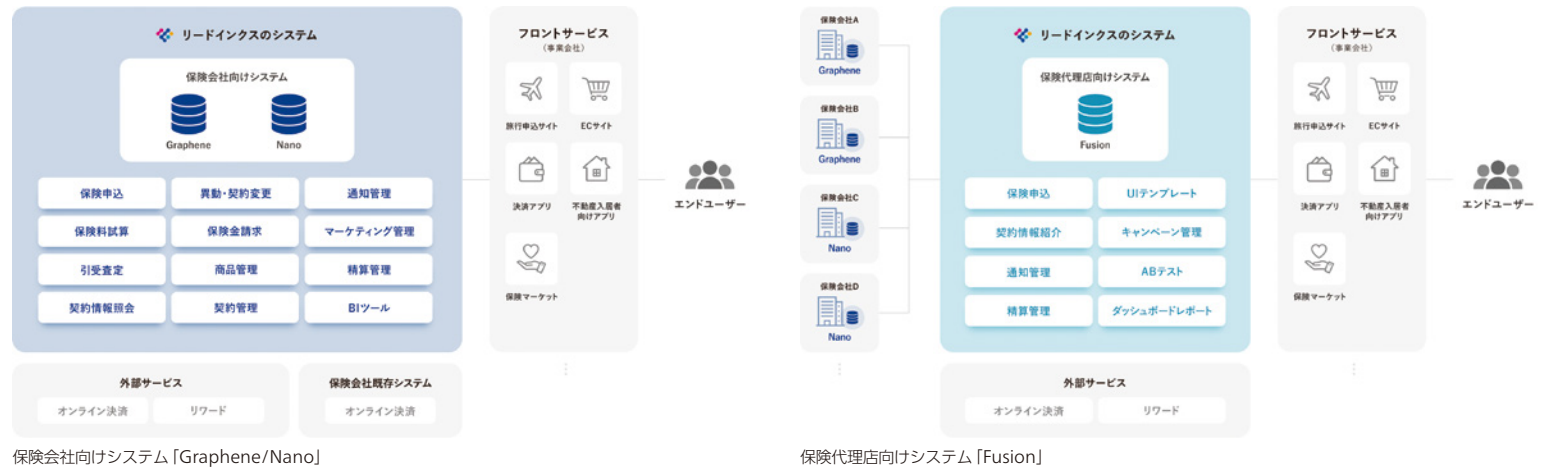 リードインクスのシステム
保険会社向けシステム
Graphene
Nano
保険申込
異動・契約変更
通知管理
保険料試算
保険金請求
マーケティング管理
引受査定
商品管理
精算管理
契約情報照会
契約管理
BIツール
外部サービス
オンライン決済
リワード
保険会社既存システム
オンライン決済
フロントサービス
（事業会社）
旅行申込サイト
ECサイト
決済アプリ
不動産入居者
向けアプリ
保険マーケット
エンドユーザー
保険会社向けシステム「Graphene/Nano」
保険会社A
Graphene
保険会社B
Graphene
保険会社C
Nano
保険会社D
Nano
リードインクスのシステム
保険代理店向けシステム
Fusion
保険申込
UIテンプレート
契約情報紹介
キャンペーン管理
通知管理
ABテスト
精算管理
ダッシュボードレポート
外部サービス
オンライン決済
リワード
フロントサービス
（事業会社）
旅行申込サイト
ECサイト
決済アプリ
不動産入居者
向けアプリ
保険マーケット
エンドユーザー
保険代理店向けシステム「Fusion」